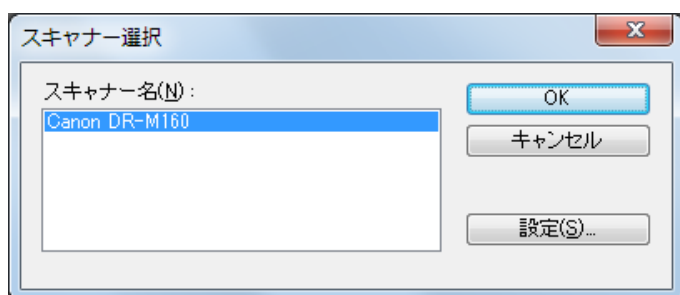 スキャナー選択
スキャナー名(N):
Canon DR-M160
OK
キャンセル
設定(S)...